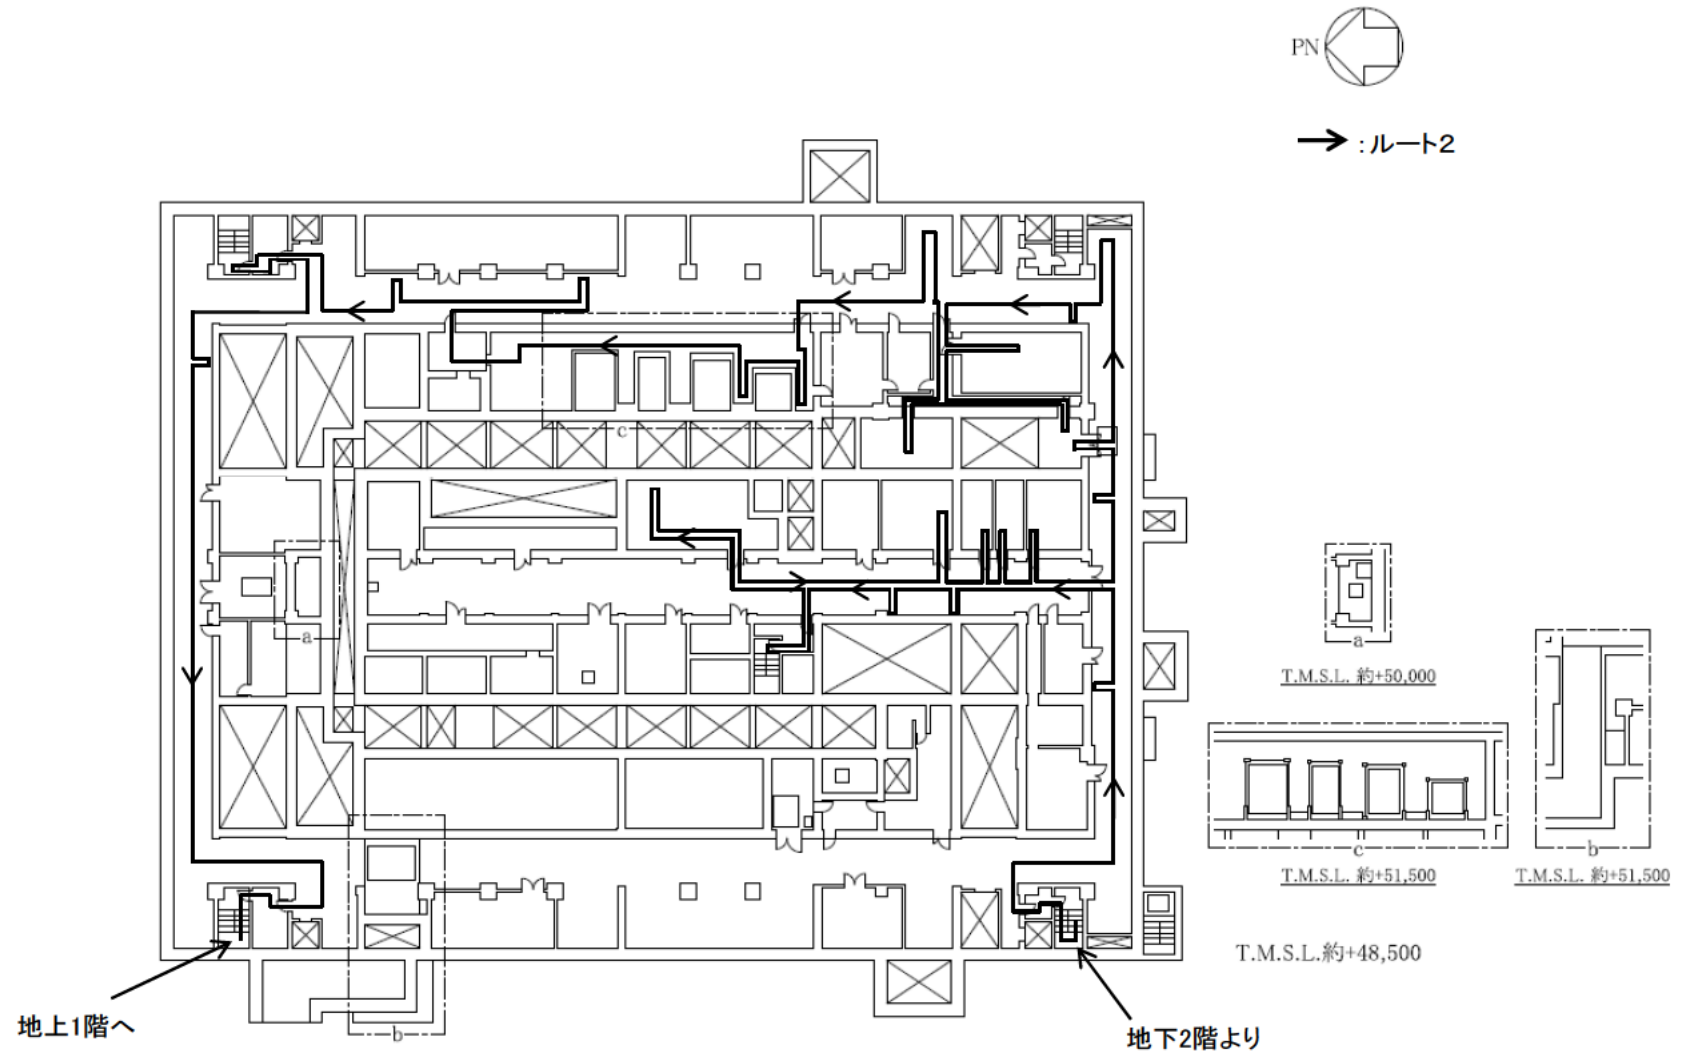 PN
:ルート2
c
a
a
T.M.S.L. 約+50,000
c
b
T.M.S.L. 約+51,500
T.M.S.L. 約+51,500
T.M.S.L.約+48,500
地上1階へ
b
地下2階より